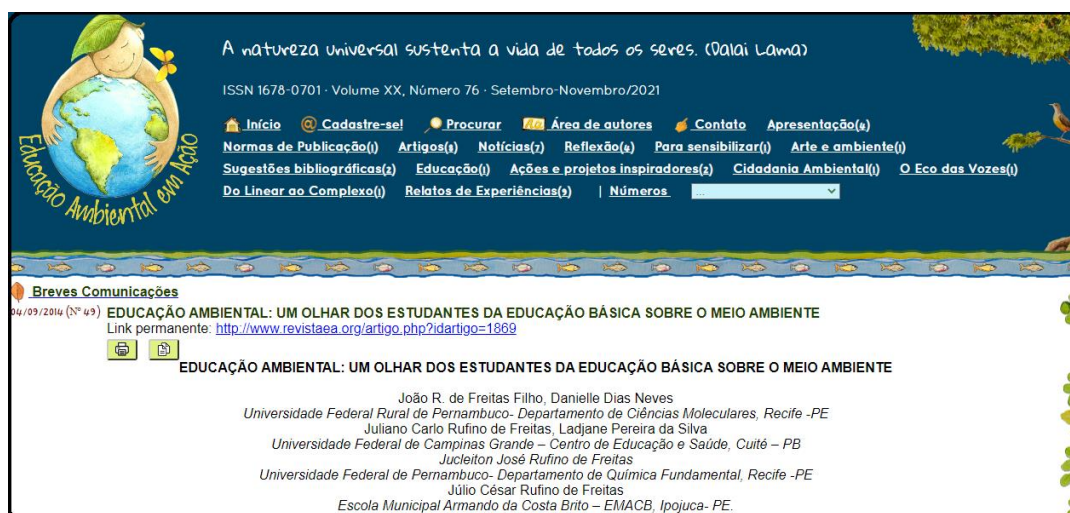 A natureza universal sustenta a vida de todos os seres. (Dalai Lama)
ISSN 1678-0701 · Volume XX, Número 76 · Setembro-Novembro/2021
Início Cadastre-se! Procurar Área de autores Contato Apresentação(4)
Normas de Publicação(1) Artigos(8) Notícias(7) Reflexão(4) Para sensibilizar(1) Arte e ambiente(1)
Sugestões bibliográficas(2) Educação(1) Ações e projetos inspiradores(2) Cidadania Ambiental(1) O Eco das Vozes(1)
Do Linear ao Complexo(1) Relatos de Experiências(9) | Números ...
Educação Ambiental em Ação
Breves Comunicações
04/09/2014 (Nº 49) EDUCAÇÃO AMBIENTAL: UM OLHAR DOS ESTUDANTES DA EDUCAÇÃO BÁSICA SOBRE O MEIO AMBIENTE
Link permanente: http://www.revistaea.org/artigo.php?idartigo=1869
EDUCAÇÃO AMBIENTAL: UM OLHAR DOS ESTUDANTES DA EDUCAÇÃO BÁSICA SOBRE O MEIO AMBIENTE
João R. de Freitas Filho, Danielle Dias Neves
Universidade Federal Rural de Pernambuco- Departamento de Ciências Moleculares, Recife -PE
Juliano Carlo Rufino de Freitas, Ladjane Pereira da Silva
Universidade Federal de Campinas Grande – Centro de Educação e Saúde, Cuité – PB
Jucleiton José Rufino de Freitas
Universidade Federal de Pernambuco- Departamento de Química Fundamental, Recife -PE
Júlio César Rufino de Freitas
Escola Municipal Armando da Costa Brito – EMACB, Ipojuca- PE.